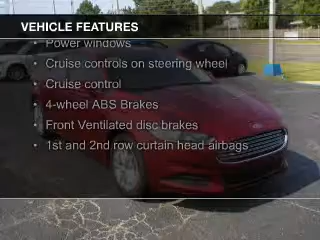 VEHICLE FEATURES
• Power windows
• Cruise controls on steering wheel
• Cruise control
• 4-wheel ABS Brakes
Front Ventilated disc brakes
• 1st and 2nd row curtain head airbags